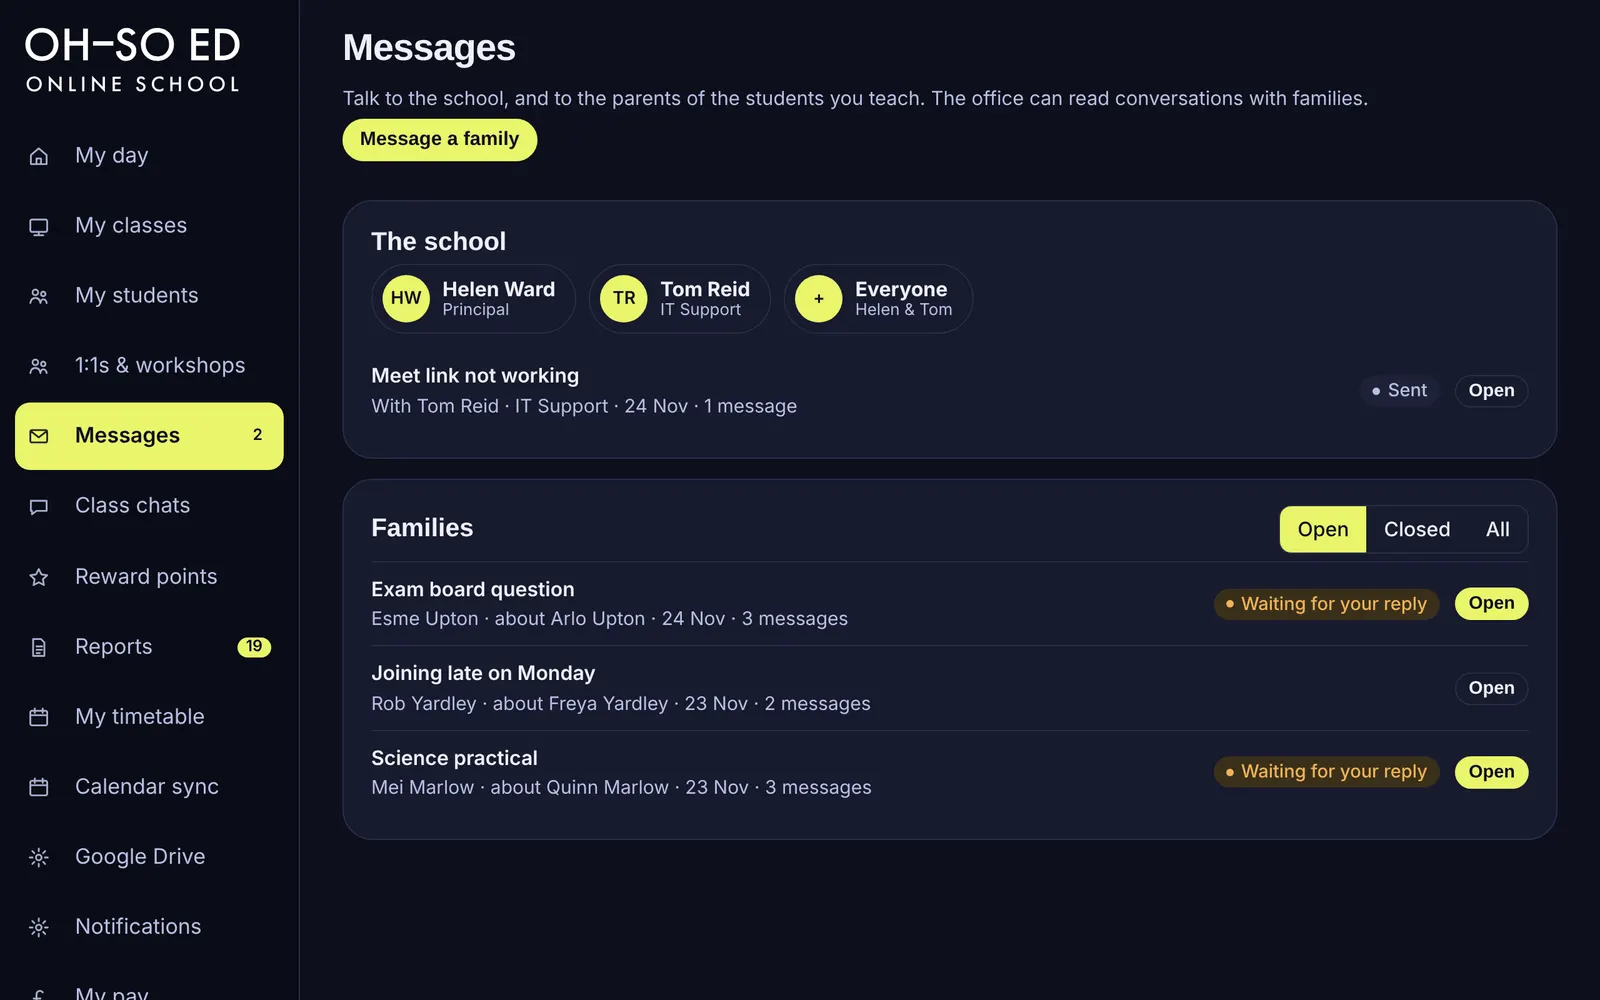 OH-SO ED
ONLINE SCHOOL
My day
My classes
My students
1:1s & workshops
Messages 2
Class chats
Reward points
Reports 19
My timetable
Calendar sync
Google Drive
Notifications
My pay
Messages
Talk to the school, and to the parents of the students you teach. The office can read conversations with families.
Message a family
The school
HW Helen Ward
Principal
TR Tom Reid
IT Support
+ Everyone
Helen & Tom
Meet link not working
With Tom Reid · IT Support · 24 Nov · 1 message
• Sent Open
Families
Open Closed All
Exam board question
Esme Upton · about Arlo Upton · 24 Nov · 3 messages
• Waiting for your reply Open
Joining late on Monday
Rob Yardley · about Freya Yardley · 23 Nov · 2 messages
Open
Science practical
Mei Marlow · about Quinn Marlow · 23 Nov · 3 messages
• Waiting for your reply Open